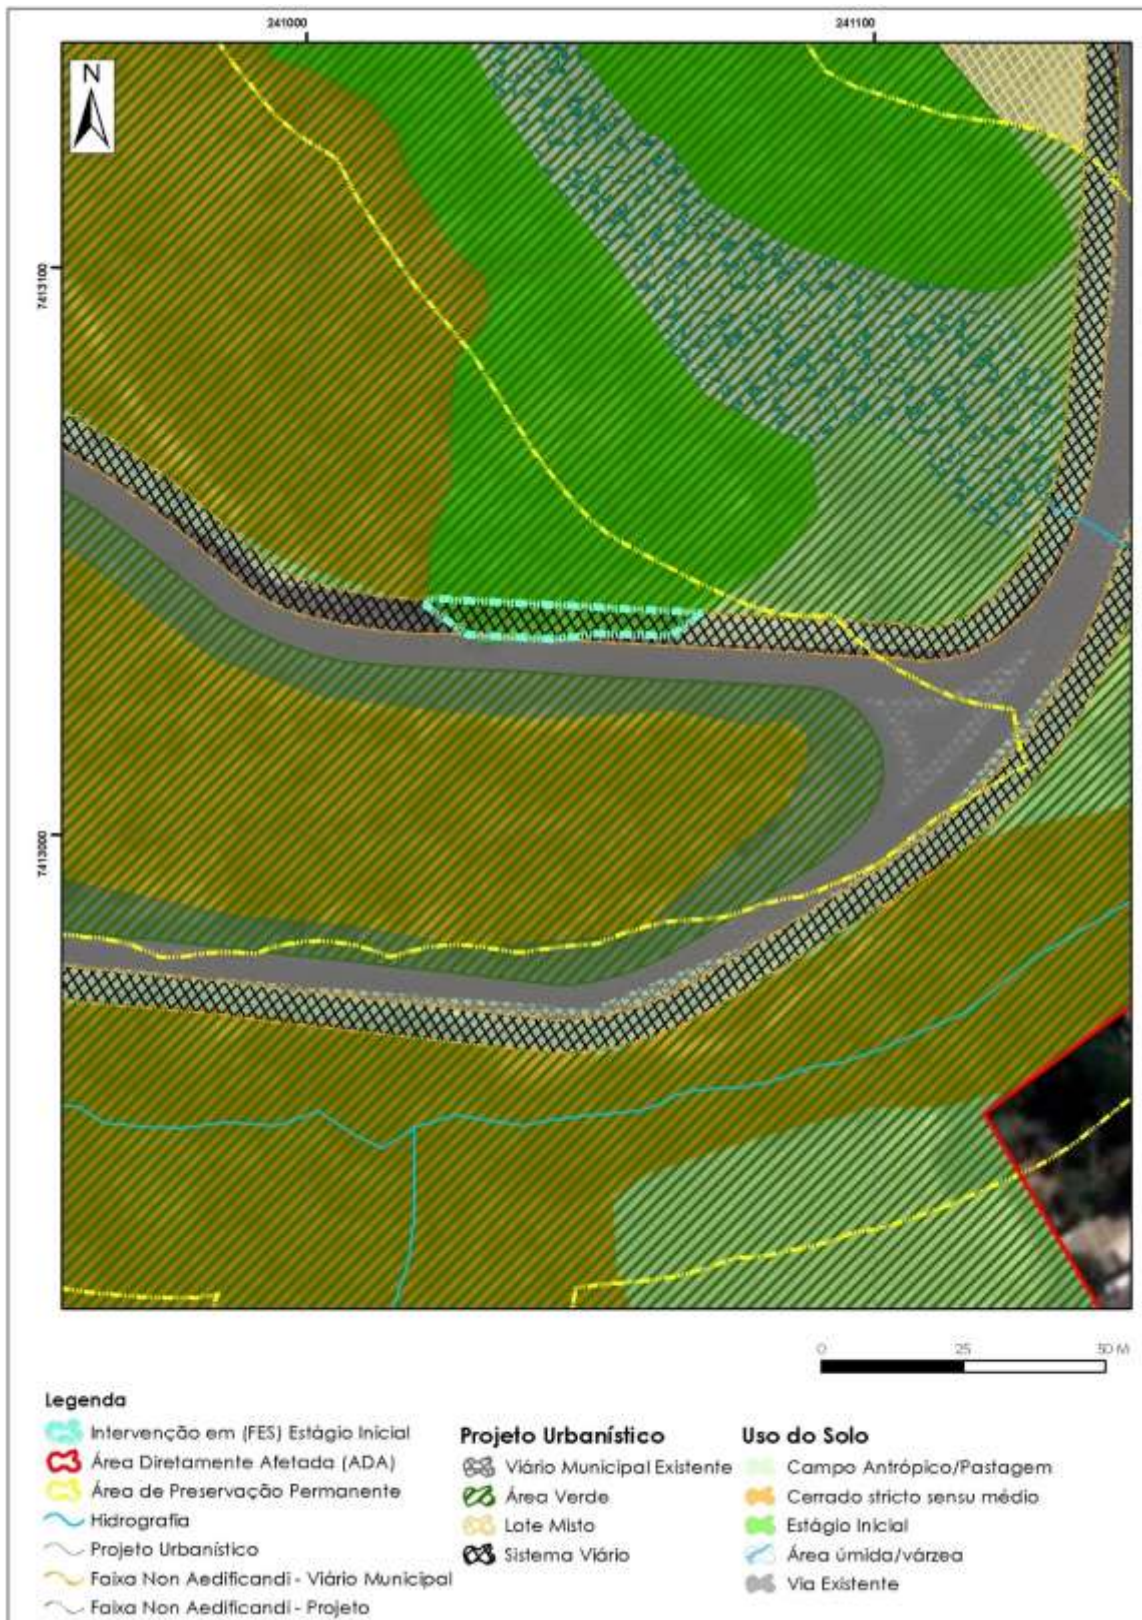 241000 241100
N
7413100
7413000
0 25 50 M
Legenda
Intervenção em (FES) Estágio Inicial
Área Diretamente Afetada (ADA)
Área de Preservação Permanente
Hidrografia
Projeto Urbanístico
Faixa Non Aedificandi - Viário Municipal
Faixa Non Aedificandi - Projeto
Projeto Urbanístico
Viário Municipal Existente
Área Verde
Lote Misto
Sistema Viário
Uso do Solo
Campo Antrópico/Pastagem
Cerrado stricto sensu médio
Estágio Inicial
Área úmida/várzea
Via Existente